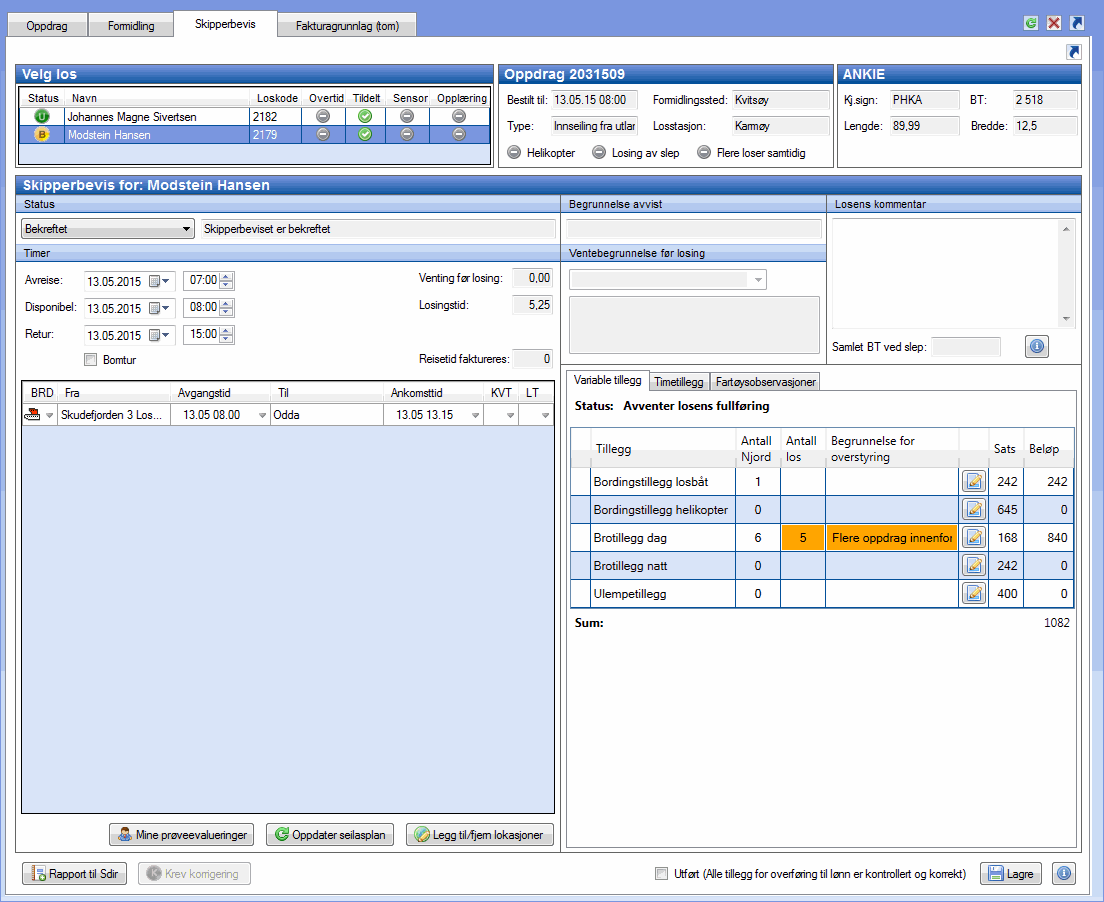 Oppdrag Formidling Skipperbevis Fakturagrunnlag (tom)
Velg los
Status Navn Loskode Overtid Tildelt Sensor Opplæring
U Johannes Magne Sivertsen 2182
B Modstein Hansen 2179
Oppdrag 2031509
Bestilt til: 13.05.15 08:00 Formidlingssted: Kvitsøy
Type: Innseiling fra utlar Losstasjon: Karmøy
Helikopter Losing av slep Flere loser samtidig
ANKIE
Kj.sign: PHKA BT: 2 518
Lengde: 89,99 Bredde: 12,5
Skipperbevis for: Modstein Hansen
Status
Bekreftet Skipperbeviset er bekreftet
Timer
Avreise: 13.05.2015 07:00 Venting før losing: 0,00
Disponibel: 13.05.2015 08:00 Losingstid: 5,25
Retur: 13.05.2015 15:00
Bomtur Reisetid faktureres: 0
BRD Fra Avgangstid Til Ankomsttid KVT LT
Skudefjorden 3 Los... 13.05 08.00 Odda 13.05 13.15
Mine prøveevalueringer Oppdater seilasplan Legg til/fjern lokasjoner
Begrunnelse avvist
Ventebegrunnelse før losing
Losens kommentar
Samlet BT ved slep:
Variable tillegg Timetillegg Fartøysobservasjoner
Status: Avventer losens fullføring
Tillegg Antall Njord Antall los Begrunnelse for overstyring Sats Beløp
Bordingstillegg losbåt 1 242 242
Bordingstillegg helikopter 0 645 0
Brotillegg dag 6 5 Flere oppdrag innenfor 168 840
Brotillegg natt 0 242 0
Ulempetillegg 0 400 0
Sum: 1082
Rapport til Sdir K Krev korrigering Utført (Alle tillegg for overføring til lønn er kontrollert og korrekt) Lagre